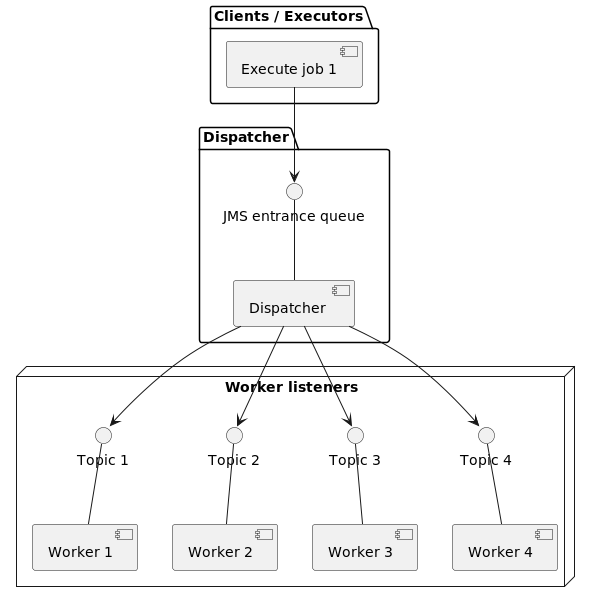 Clients / Executors
Execute job 1
Dispatcher
JMS entrance queue
Dispatcher
Worker listeners
Topic 1
Topic 2
Topic 3
Topic 4
Worker 1
Worker 2
Worker 3
Worker 4